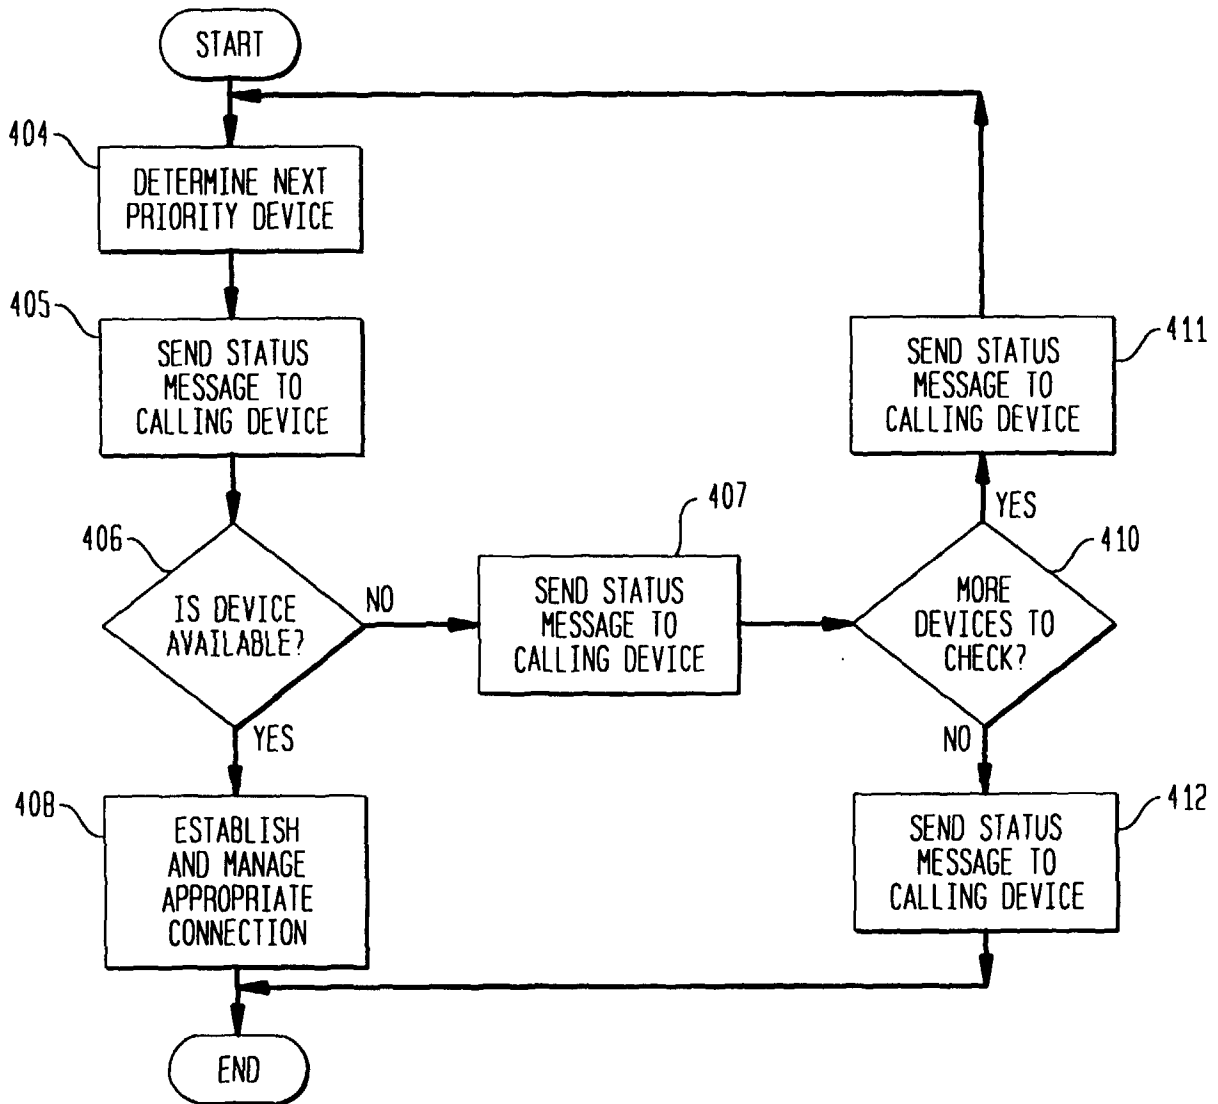 START
404
DETERMINE NEXT
PRIORITY DEVICE
405
SEND STATUS
MESSAGE TO
CALLING DEVICE
406
IS DEVICE
AVAILABLE?
NO
YES
407
SEND STATUS
MESSAGE TO
CALLING DEVICE
408
ESTABLISH
AND MANAGE
APPROPRIATE
CONNECTION
410
MORE
DEVICES TO
CHECK?
YES
NO
411
SEND STATUS
MESSAGE TO
CALLING DEVICE
412
SEND STATUS
MESSAGE TO
CALLING DEVICE
END